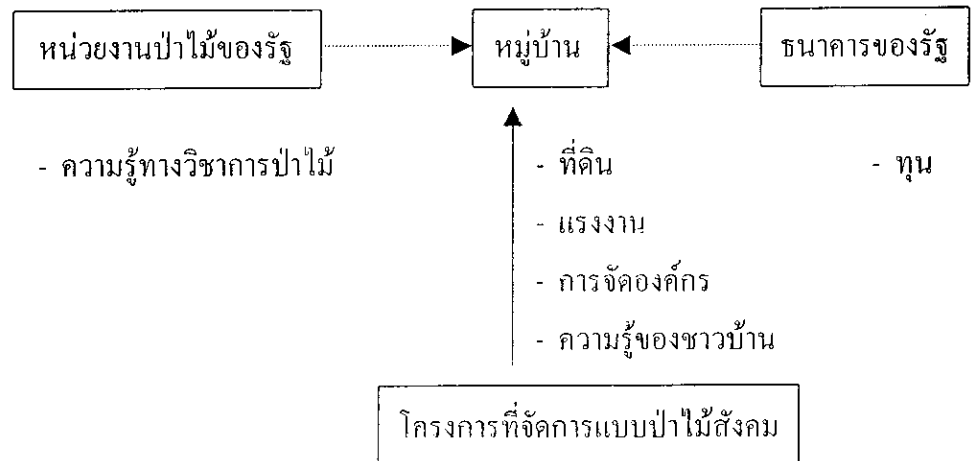 หน่วยงานป่าไม้ของรัฐ หมู่บ้าน ธนาคารของรัฐ
- ความรู้ทางวิชาการป่าไม้ - ที่ดิน - ทุน
- แรงงาน
- การจัดองค์กร
- ความรู้ของชาวบ้าน
โครงการที่จัดการแบบป่าไม้สังคม